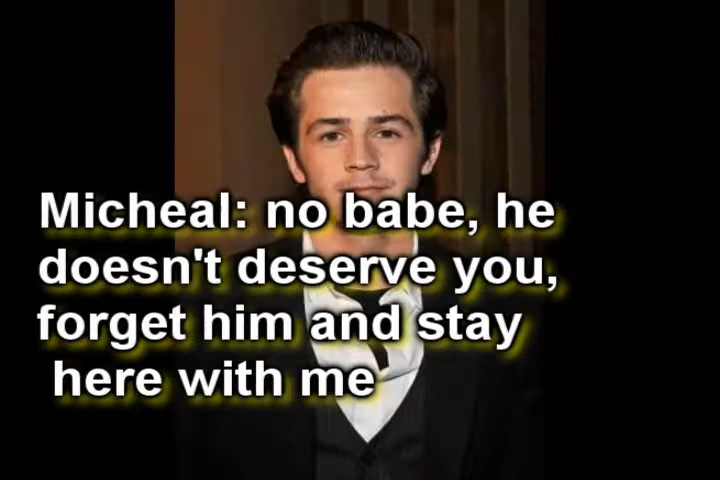 Micheal: no babe, he
doesn't deserve you,
forget him and stay
here with me